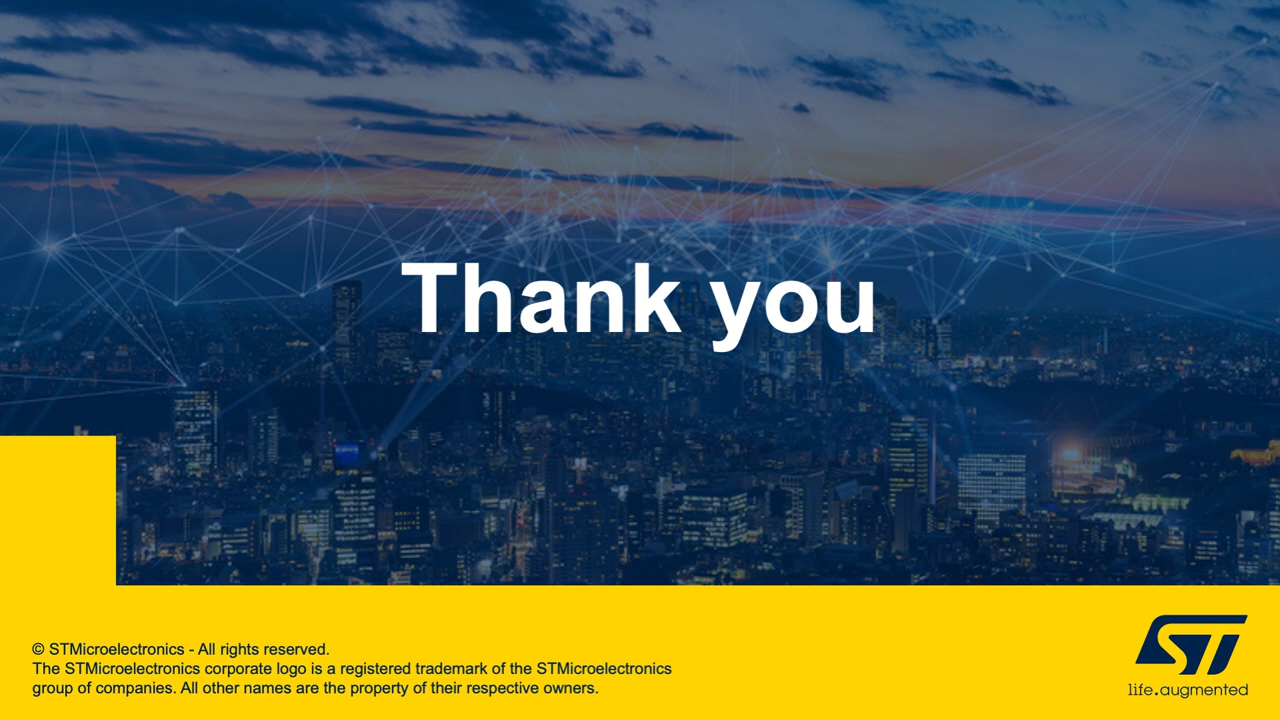 Thank you
© STMicroelectronics - All rights reserved.
The STMicroelectronics corporate logo is a registered trademark of the STMicroelectronics
group of companies. All other names are the property of their respective owners.
ST
life.augmented